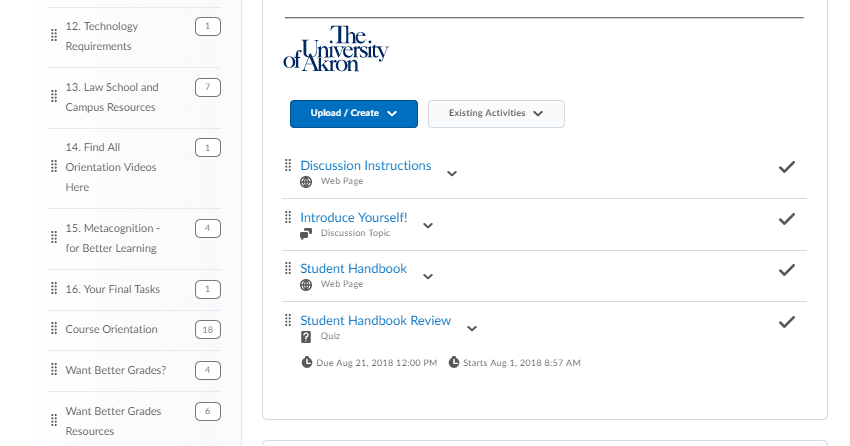 12. Technology
Requirements
1
13. Law School and
Campus Resources
7
14. Find All
Orientation Videos
Here
1
15. Metacognition -
for Better Learning
4
16. Your Final Tasks
1
Course Orientation
18
Want Better Grades?
4
Want Better Grades
Resources
6
The
University
of Akron
Upload / Create
Existing Activities
Discussion Instructions
Web Page
Introduce Yourself!
Discussion Topic
Student Handbook
Web Page
Student Handbook Review
Quiz
Due Aug 21, 2018 12:00 PM Starts Aug 1, 2018 8:57 AM